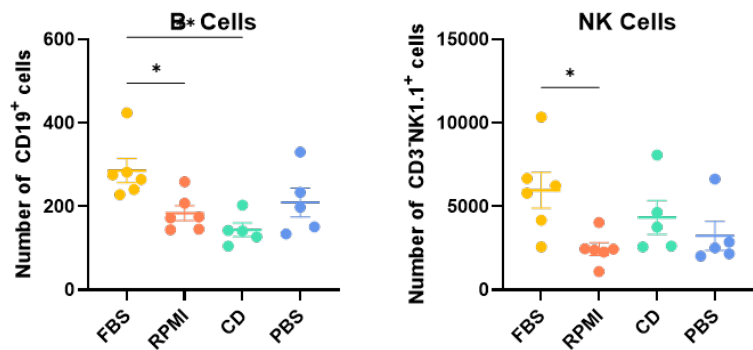 B Cells
**
*
600
400
200
0
Number of CD19+ cells
FBS
RPMI
CD
PBS
NK Cells
*
15000
10000
5000
0
Number of CD3-NK1.1+ cells
FBS
RPMI
CD
PBS